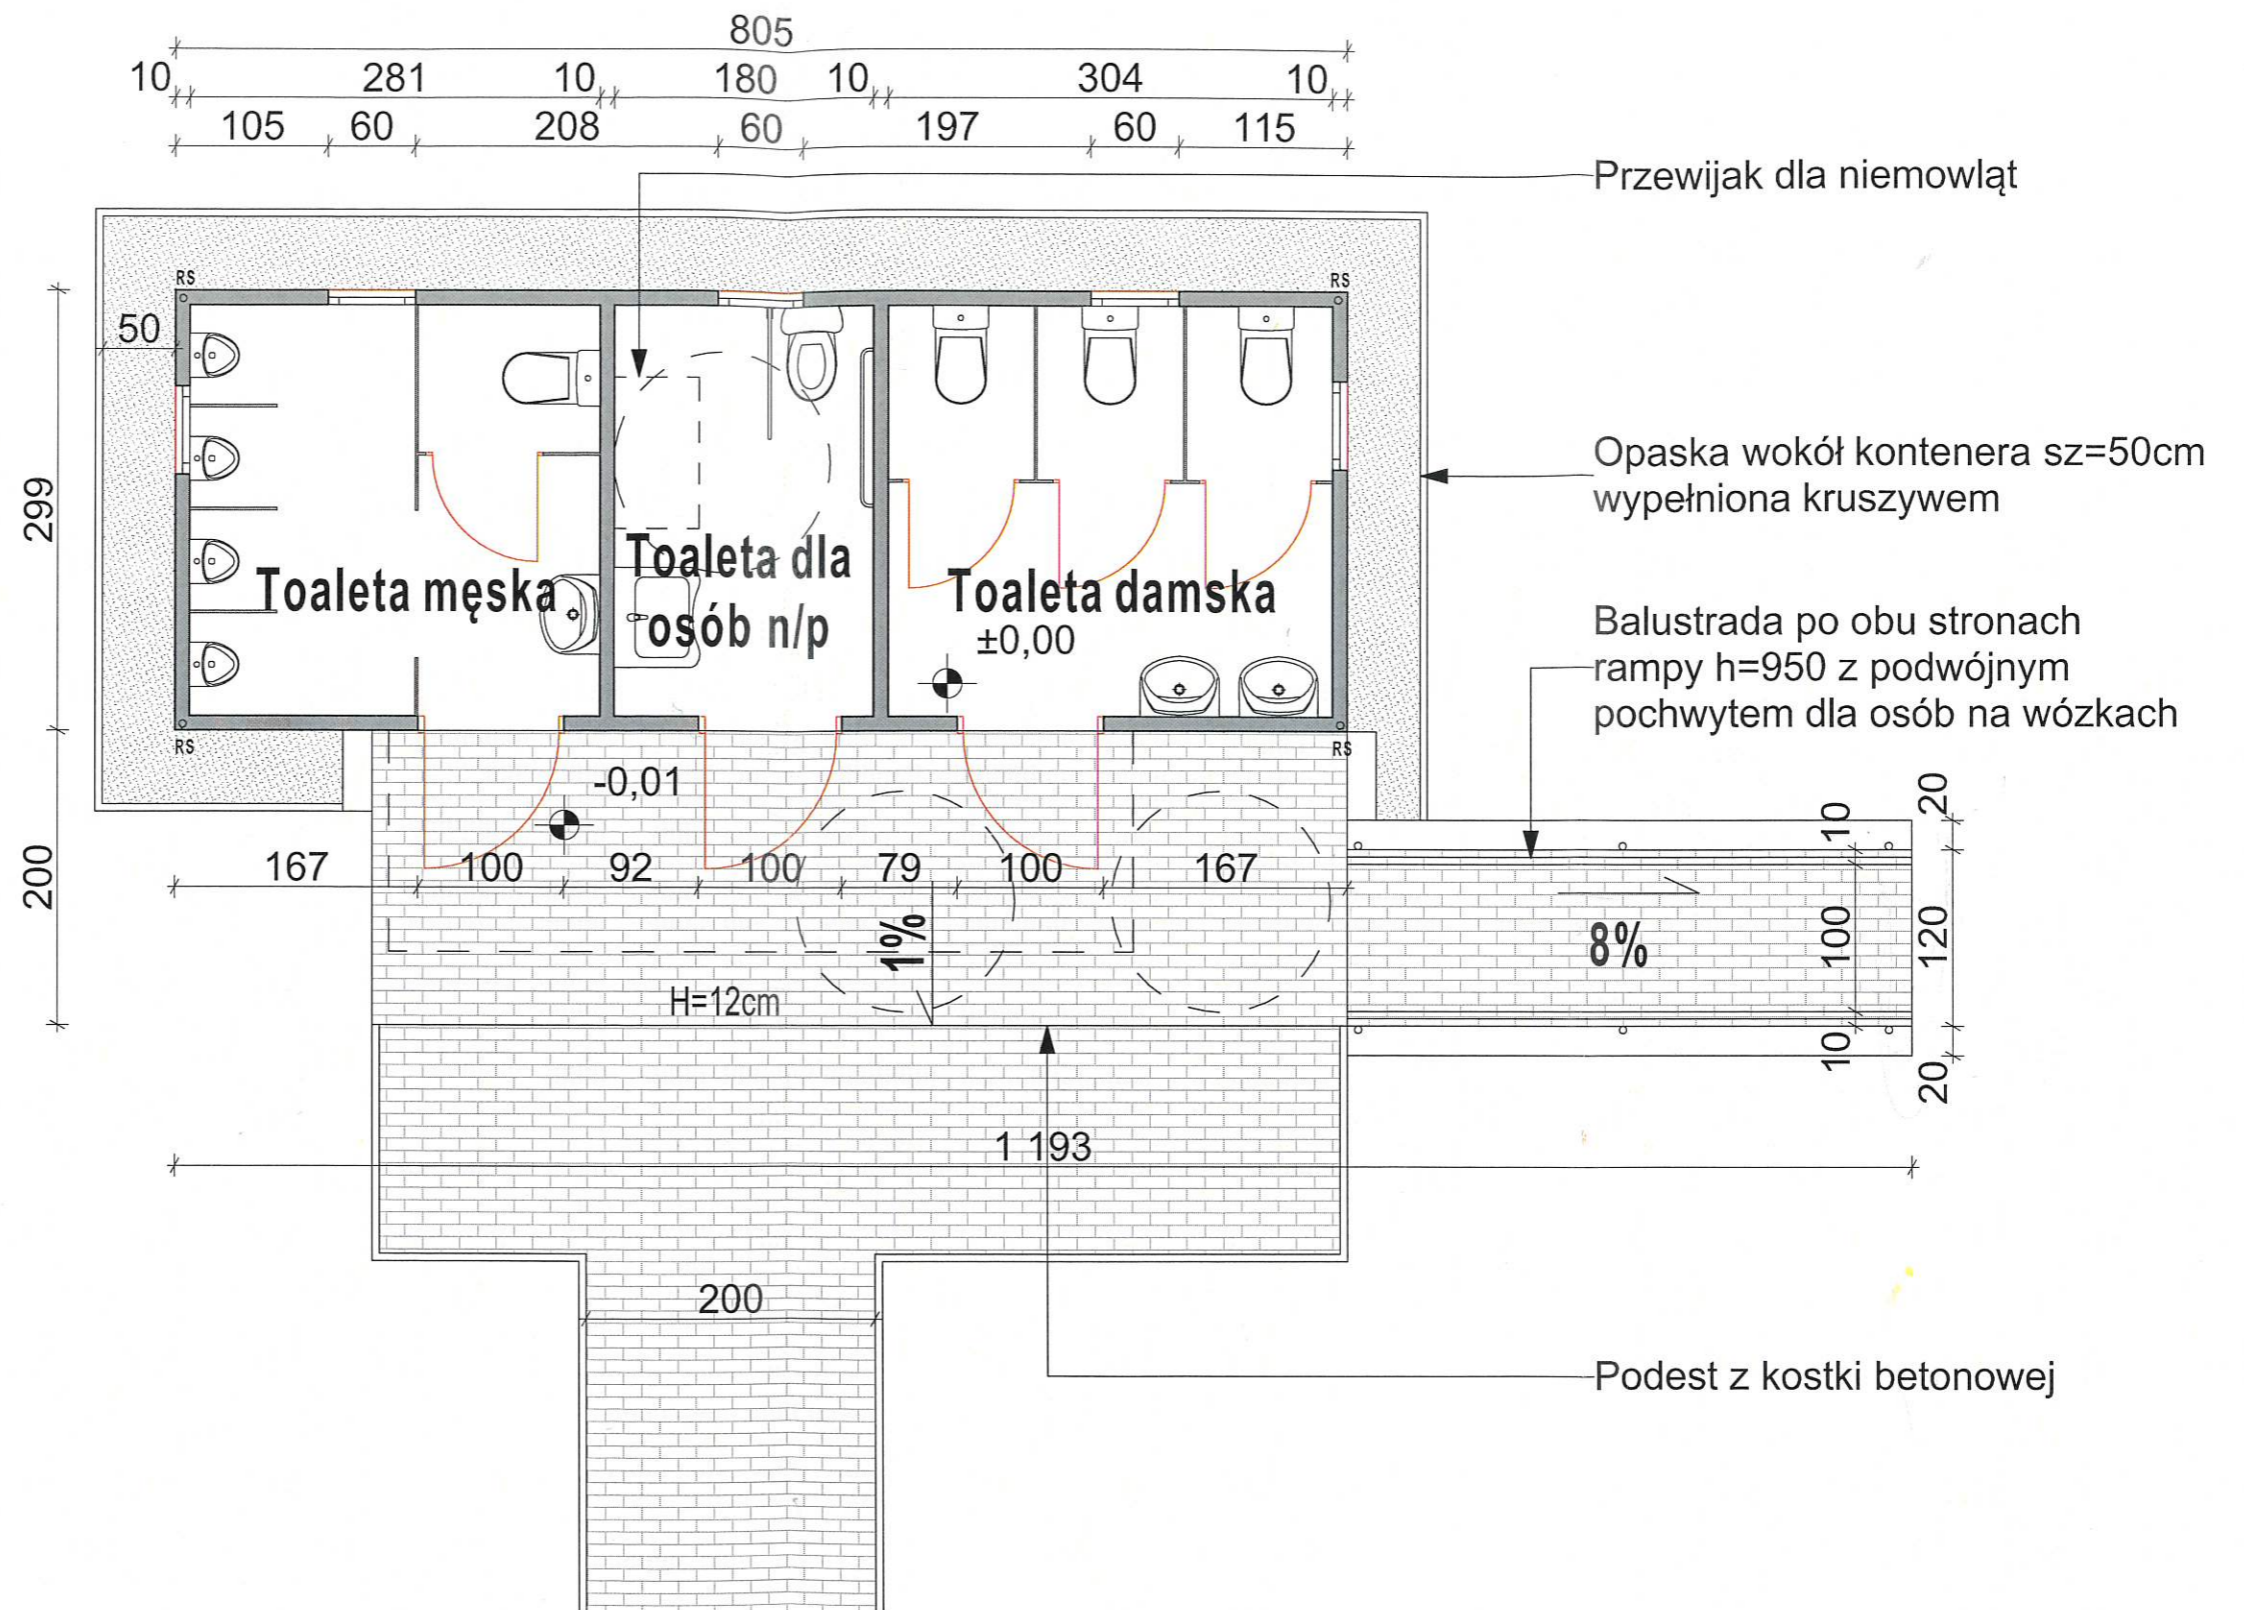 805
10 281 10 180 10 304 10
105 60 208 60 197 60 115
Przewijak dla niemowląt
RS
RS
50
299
Opaska wokół kontenera sz=50cm
wypełniona kruszywem
Toaleta męska
Toaleta dla
osób n/p
Toaleta damska
±0,00
Balustrada po obu stronach
rampy h=950 z podwójnym
pochwytem dla osób na wózkach
RS
RS
-0,01
200
167 100 92 100 79 100 167
1%
H=12cm
8%
10
100
10
20
120
20
1 193
200
Podest z kostki betonowej